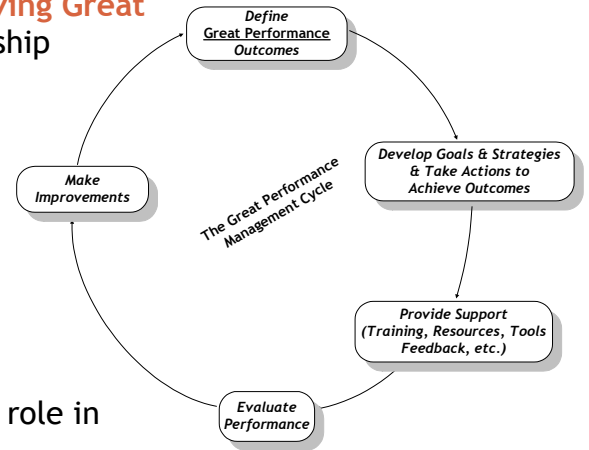 ving Great
ship
Define
Great Performance
Outcomes
Develop Goals & Strategies
& Take Actions to
Achieve Outcomes
Make
Improvements
The Great Performance
Management Cycle
Provide Support
(Training, Resources, Tools
Feedback, etc.)
Evaluate
Performance
role in